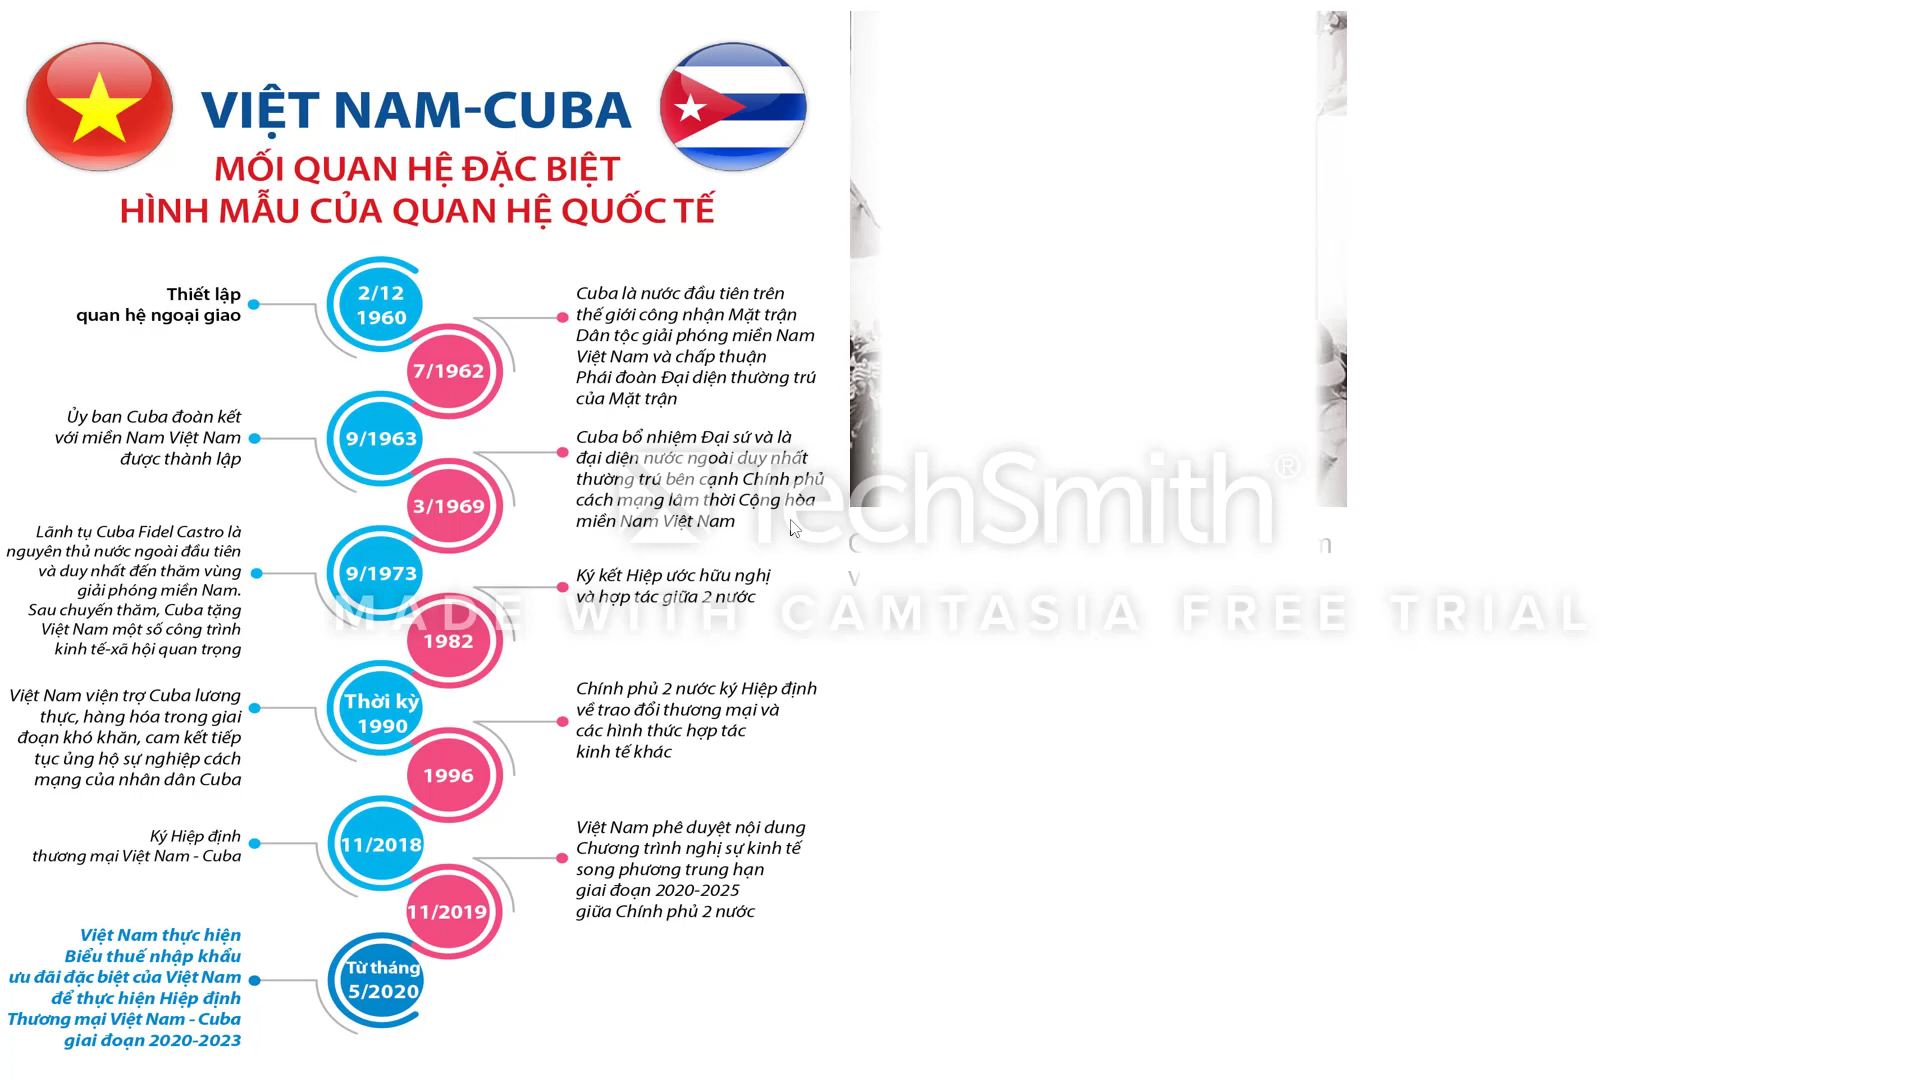 VIỆT NAM-CUBA
MỐI QUAN HỆ ĐẶC BIỆT
HÌNH MẪU CỦA QUAN HỆ QUỐC TẾ
Thiết lập
quan hệ ngoại giao
2/12
1960
Cuba là nước đầu tiên trên
thế giới công nhận Mặt trận
Dân tộc giải phóng miền Nam
Việt Nam và chấp thuận
Phái đoàn Đại diện thường trú
của Mặt trận
7/1962
Ủy ban Cuba đoàn kết
với miền Nam Việt Nam
được thành lập
9/1963
Cuba bổ nhiệm Đại sứ và là
đại diện nước ngoài duy nhất
thường trú bên cạnh Chính phủ
cách mạng lâm thời Cộng hòa
miền Nam Việt Nam
3/1969
Lãnh tụ Cuba Fidel Castro là
nguyên thủ nước ngoài đầu tiên
và duy nhất đến thăm vùng
giải phóng miền Nam.
Sau chuyến thăm, Cuba tặng
Việt Nam một số công trình
kinh tế-xã hội quan trọng
9/1973
Ký kết Hiệp ước hữu nghị
và hợp tác giữa 2 nước
1982
Việt Nam viện trợ Cuba lương
thực, hàng hóa trong giai
đoạn khó khăn, cam kết tiếp
tục ủng hộ sự nghiệp cách
mạng của nhân dân Cuba
Thời kỳ
1990
Chính phủ 2 nước ký Hiệp định
về trao đổi thương mại và
các hình thức hợp tác
kinh tế khác
1996
Ký Hiệp định
thương mại Việt Nam - Cuba
11/2018
Việt Nam phê duyệt nội dung
Chương trình nghị sự kinh tế
song phương trung hạn
giai đoạn 2020-2025
giữa Chính phủ 2 nước
11/2019
Việt Nam thực hiện
Biểu thuế nhập khẩu
ưu đãi đặc biệt của Việt Nam
để thực hiện Hiệp định
Thương mại Việt Nam - Cuba
giai đoạn 2020-2023
Từ tháng
5/2020
TechSmith®
MADE WITH CAMTASIA FREE TRIAL